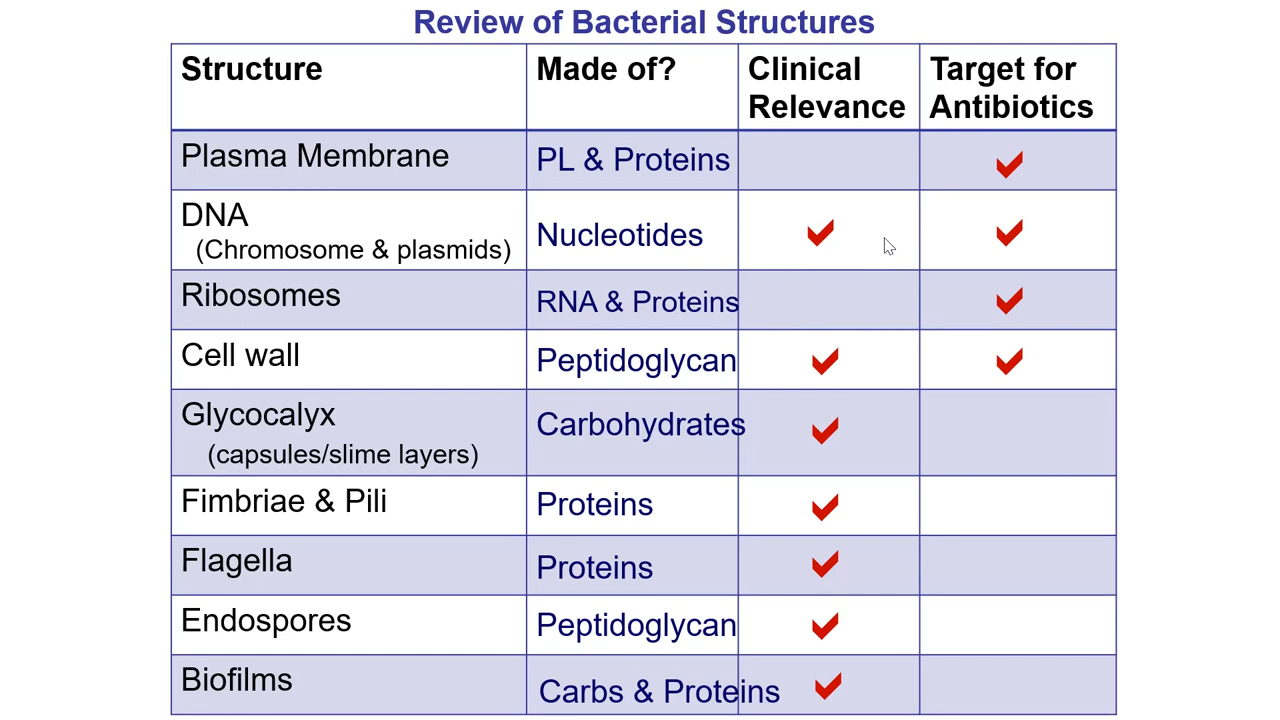 Review of Bacterial Structures
Structure Made of? Clinical Relevance Target for Antibiotics
Plasma Membrane PL & Proteins
DNA (Chromosome & plasmids) Nucleotides
Ribosomes RNA & Proteins
Cell wall Peptidoglycan
Glycocalyx (capsules/slime layers) Carbohydrates
Fimbriae & Pili Proteins
Flagella Proteins
Endospores Peptidoglycan
Biofilms Carbs & Proteins